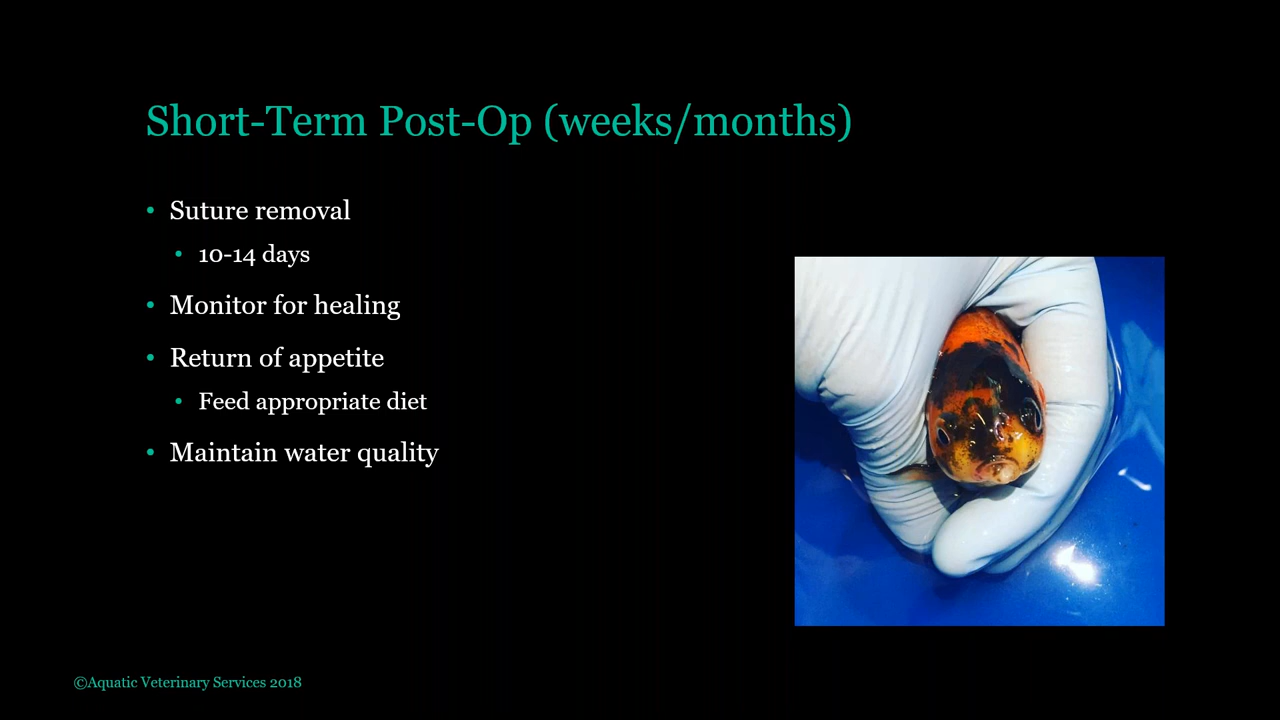 Short-Term Post-Op (weeks/months)
• Suture removal
• 10-14 days
• Monitor for healing
• Return of appetite
• Feed appropriate diet
• Maintain water quality
©Aquatic Veterinary Services 2018